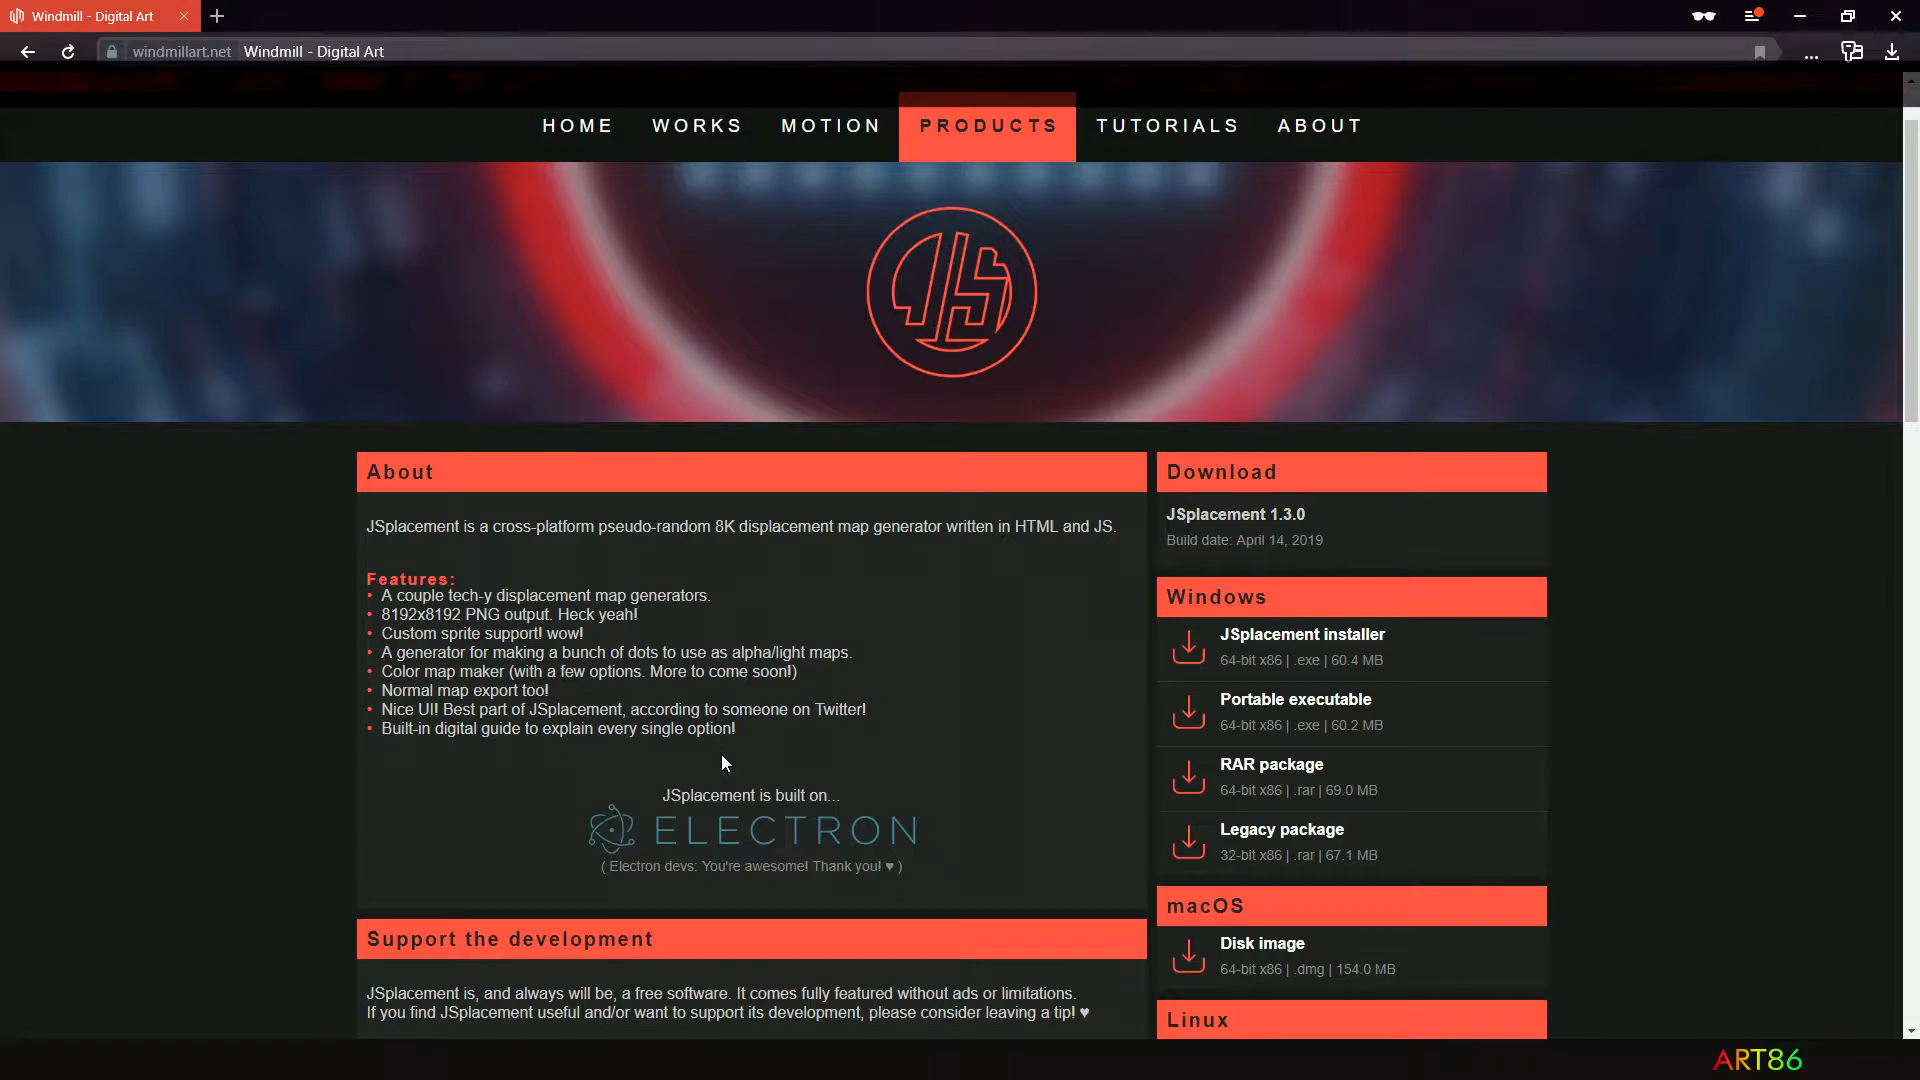 Windmill - Digital Art
windmillart.net Windmill - Digital Art
HOME WORKS MOTION PRODUCTS TUTORIALS ABOUT
About
JSplacement is a cross-platform pseudo-random 8K displacement map generator written in HTML and JS.
Features:
• A couple tech-y displacement map generators.
• 8192x8192 PNG output. Heck yeah!
• Custom sprite support! wow!
• A generator for making a bunch of dots to use as alpha/light maps.
• Color map maker (with a few options. More to come soon!)
• Normal map export too!
• Nice UI! Best part of JSplacement, according to someone on Twitter!
• Built-in digital guide to explain every single option!
JSplacement is built on...
ELECTRON
( Electron devs: You're awesome! Thank you! ♥ )
Support the development
JSplacement is, and always will be, a free software. It comes fully featured without ads or limitations.
If you find JSplacement useful and/or want to support its development, please consider leaving a tip! ♥
Download
JSplacement 1.3.0
Build date: April 14, 2019
Windows
JSplacement installer
64-bit x86 | .exe | 60.4 MB
Portable executable
64-bit x86 | .exe | 60.2 MB
RAR package
64-bit x86 | .rar | 69.0 MB
Legacy package
32-bit x86 | .rar | 67.1 MB
macOS
Disk image
64-bit x86 | .dmg | 154.0 MB
Linux
ART86